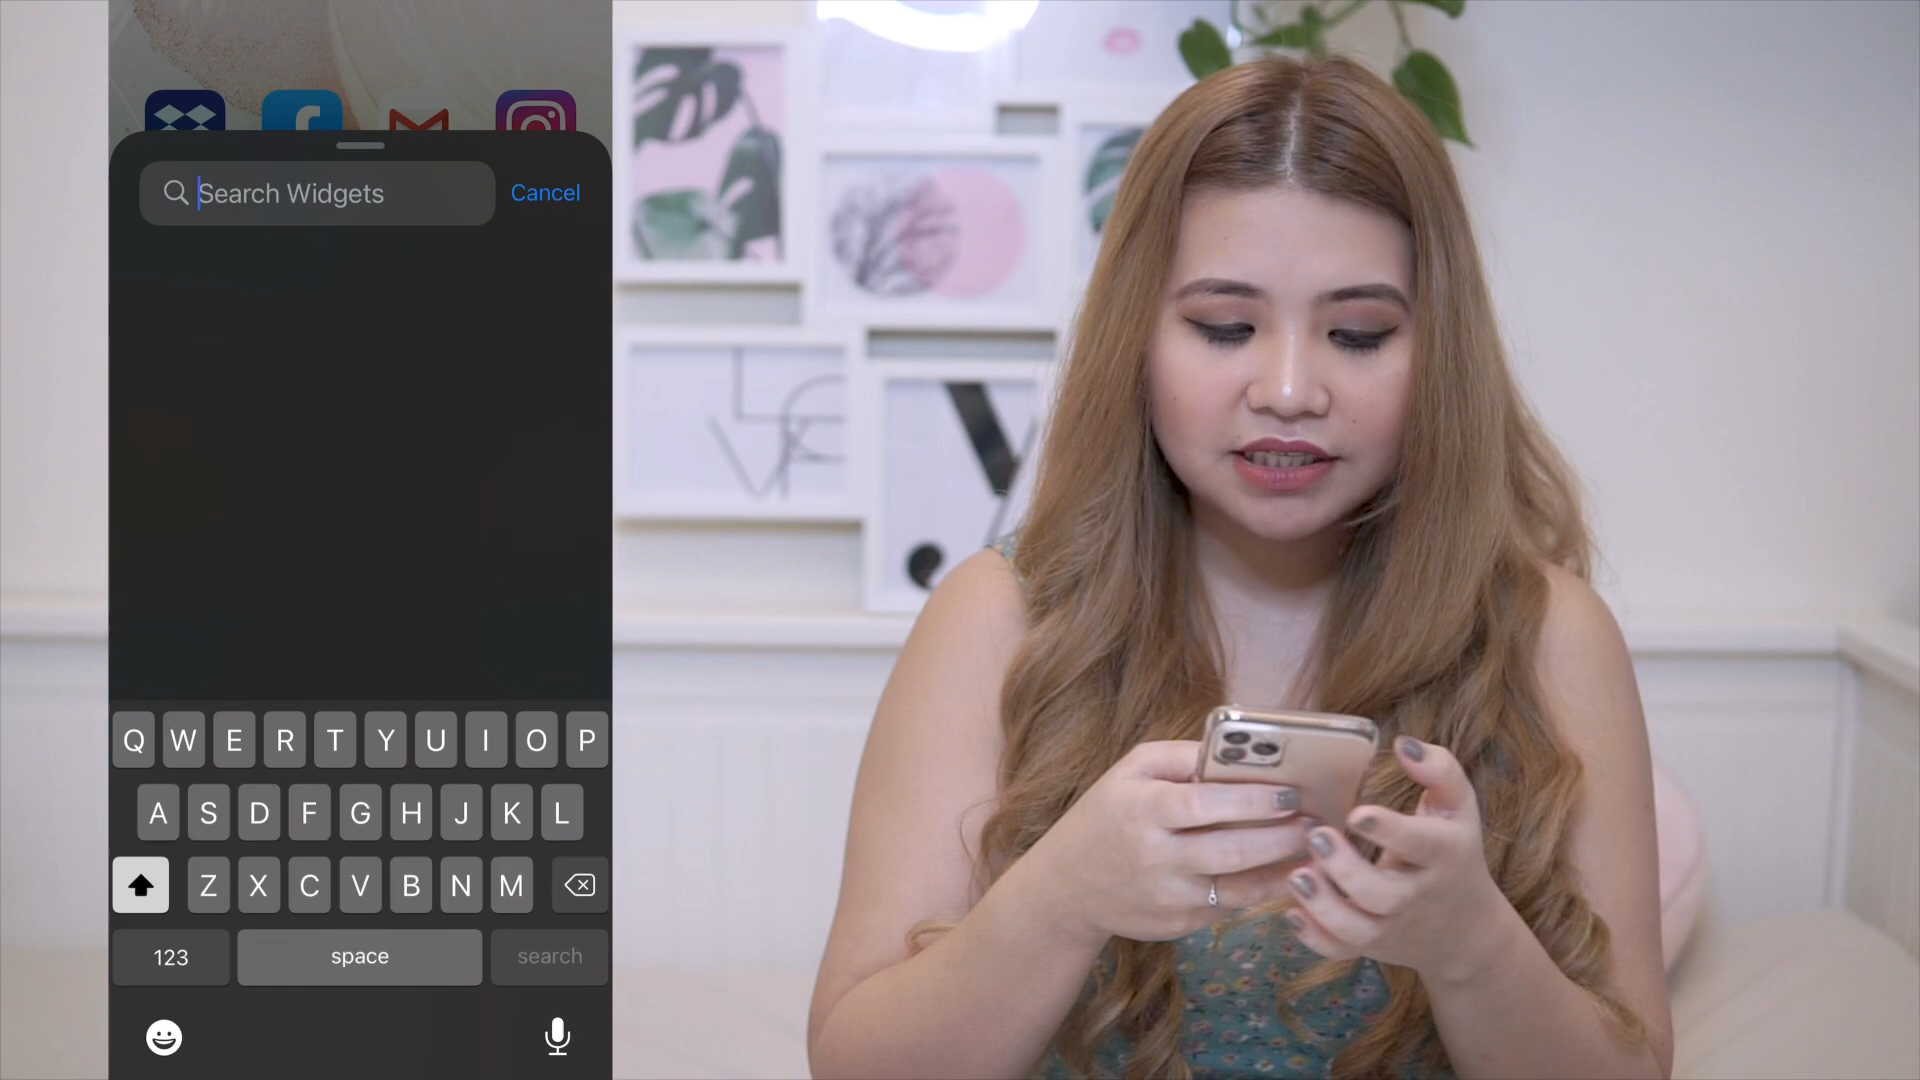 Search Widgets
Cancel
Q W E R T Y U I O P
A S D F G H J K L
Z X C V B N M
123
space
search